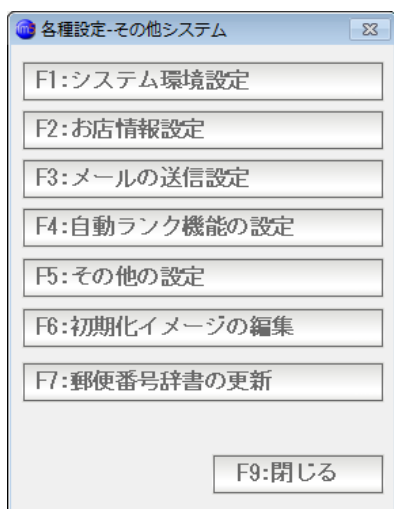 各種設定-その他システム
F1:システム環境設定
F2:お店情報設定
F3:メールの送信設定
F4:自動ランク機能の設定
F5:その他の設定
F6:初期化イメージの編集
F7:郵便番号辞書の更新
F9:閉じる